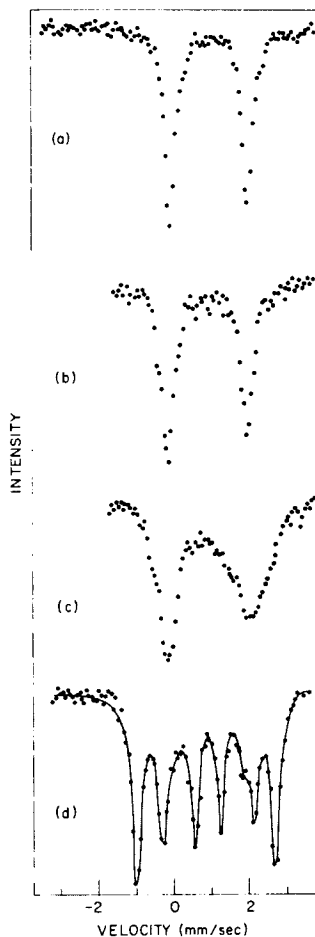 (a)
(b)
INTENSITY
(c)
(d)
-2 0 2
VELOCITY (mm/sec)